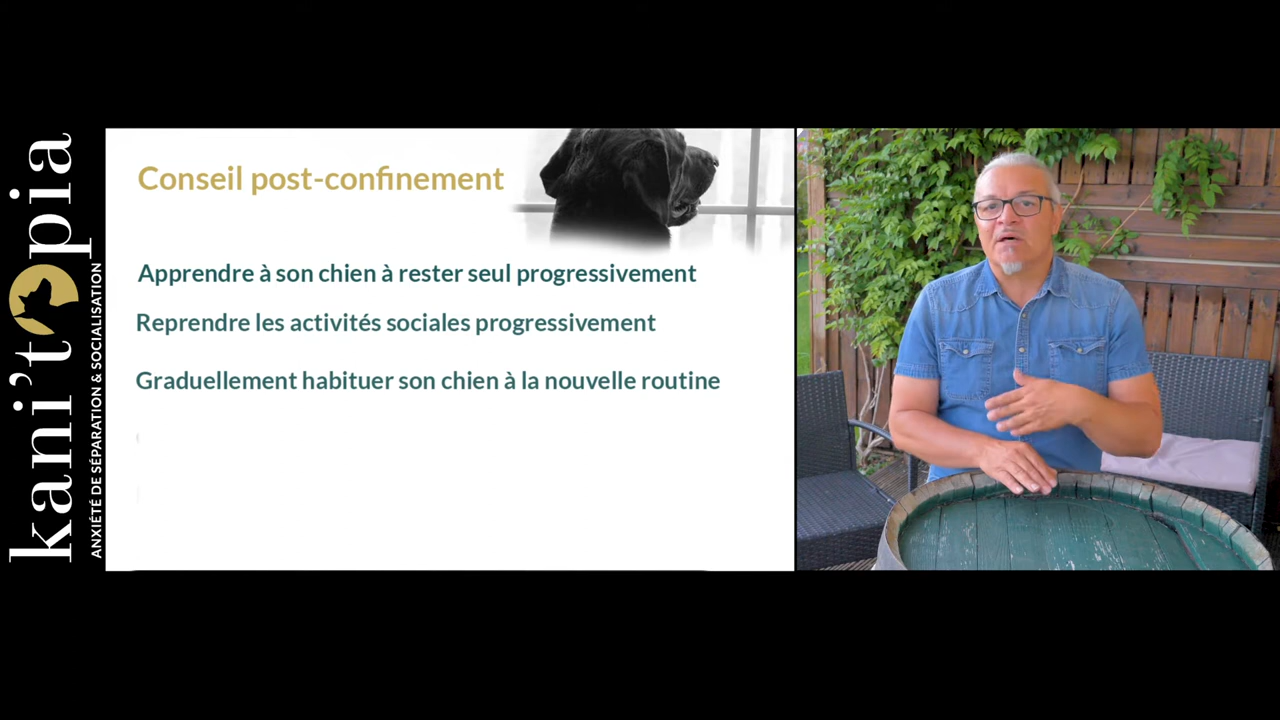 kani't pia
ANXIÉTÉ DE SÉPARATION & SOCIALISATION
Conseil post-confinement
Apprendre à son chien à rester seul progressivement
Reprendre les activités sociales progressivement
Graduellement habituer son chien à la nouvelle routine